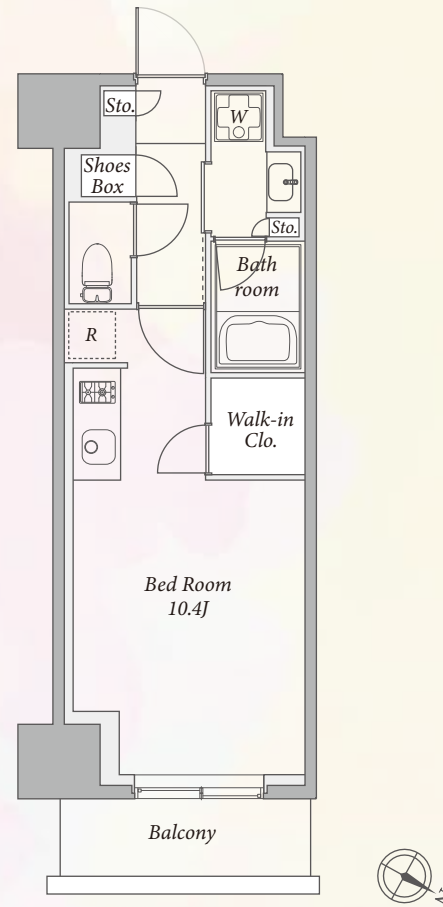 Sto.
W
Shoes
Box
Sto.
Bath
room
R
Walk-in
Clo.
Bed Room
10.4J
Balcony